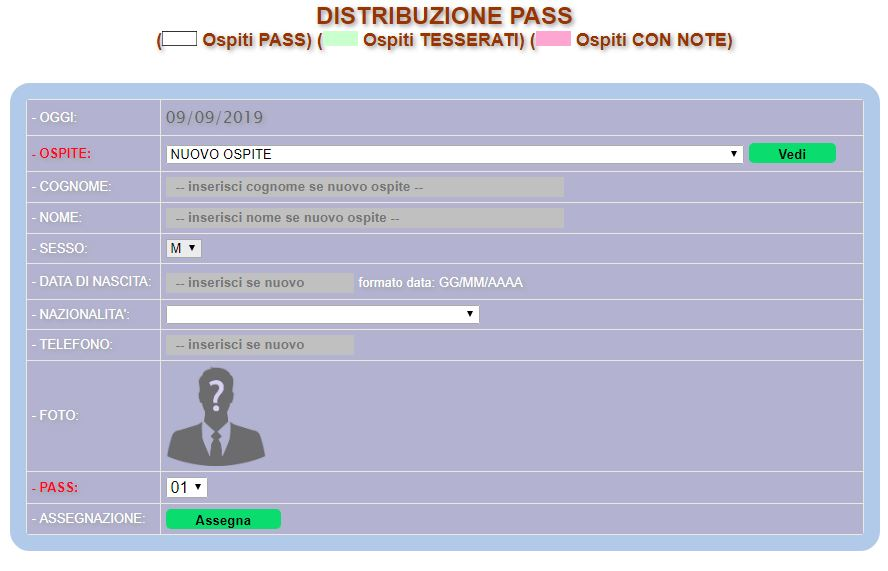 DISTRIBUZIONE PASS
( Ospiti PASS) ( Ospiti TESSERATI) ( Ospiti CON NOTE)
- OGGI: 09/09/2019
- OSPITE: NUOVO OSPITE Vedi
- COGNOME: -- inserisci cognome se nuovo ospite --
- NOME: -- inserisci nome se nuovo ospite --
- SESSO: M
- DATA DI NASCITA: -- inserisci se nuovo formato data: GG/MM/AAAA
- NAZIONALITA':
- TELEFONO: -- inserisci se nuovo
- FOTO: ?
- PASS: 01
- ASSEGNAZIONE: Assegna